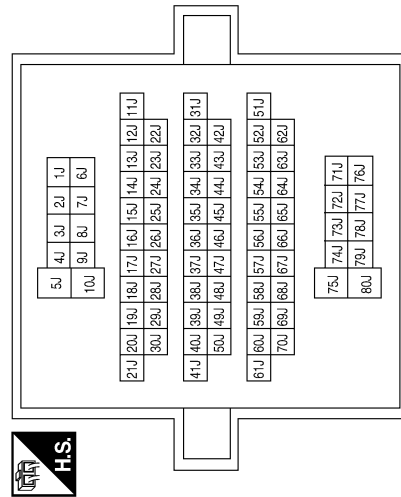 H.S.
5J 4J 3J 2J 1J
10J 9J 8J 7J 6J
21J 20J 19J 18J 17J 16J 15J 14J 13J 12J 11J
30J 29J 28J 27J 26J 25J 24J 23J 22J
41J 40J 39J 38J 37J 36J 35J 34J 33J 32J 31J
50J 49J 48J 47J 46J 45J 44J 43J 42J
61J 60J 59J 58J 57J 56J 55J 54J 53J 52J 51J
70J 69J 68J 67J 66J 65J 64J 63J 62J
75J 74J 73J 72J 71J
80J 79J 78J 77J 76J